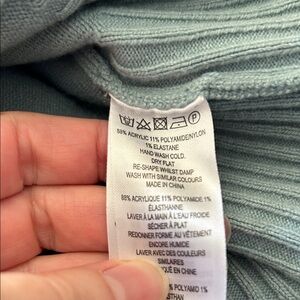 88% ACRYLIC 11% POLYAMIDE/NYLON
1% ELASTANE
HAND WASH COLD.
DRY FLAT
RE-SHAPE WHILST DAMP
WASH WITH SIMILAR COLOURS
MADE IN CHINA
88% ACRYLIQUE 11% POLYAMIDE 1%
ÉLASTHANNE
LAVER À LA MAIN À L'EAU FROIDE
SÉCHER À PLAT
REDONNER FORME AU VÊTEMENT
ENCORE HUMIDE
LAVER AVEC DES COULEURS
SIMILAIRES
EN CHINE